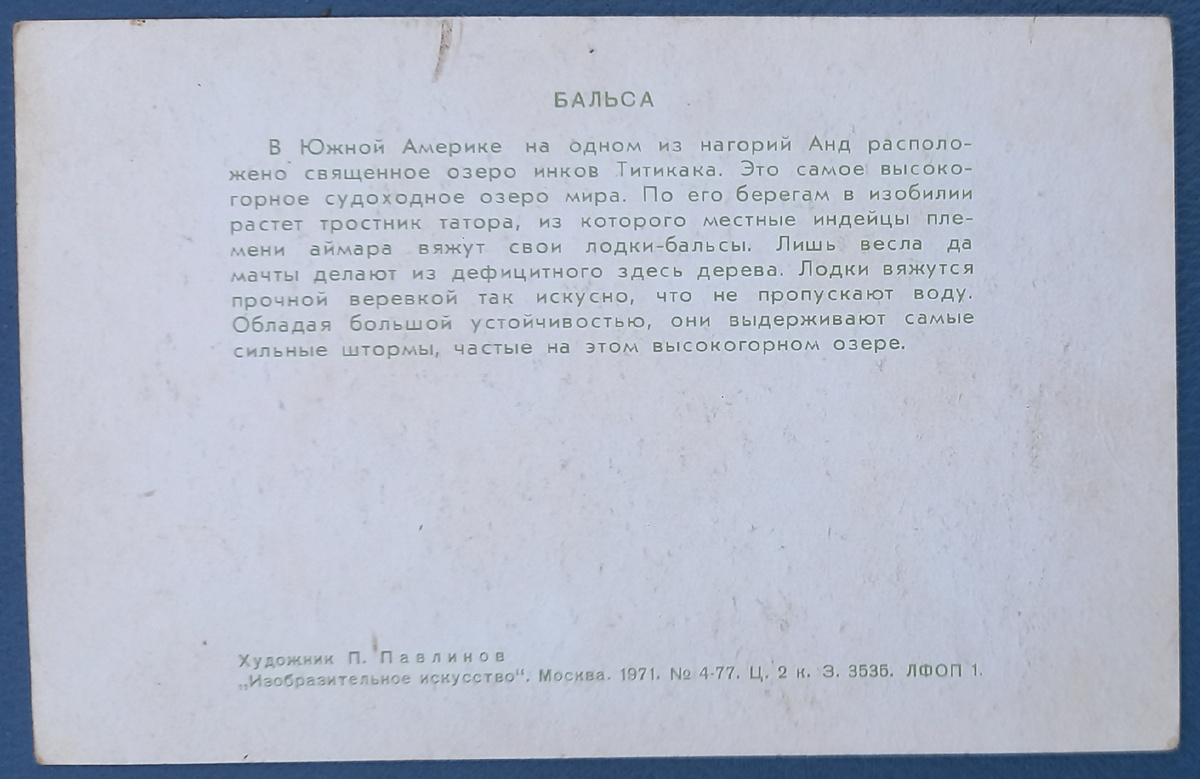 БАЛЬСА
В Южной Америке на одном из нагорий Анд располо-
жено священное озеро инков Титикака. Это самое высоко-
горное судоходное озеро мира. По его берегам в изобилии
растет тростник татора, из которого местные индейцы пле-
мени аймара вяжут свои лодки-бальсы. Лишь весла да
мачты делают из дефицитного здесь дерева. Лодки вяжутся
прочной веревкой так искусно, что не пропускают воду.
Обладая большой устойчивостью, они выдерживают самые
сильные штормы, частые на этом высокогорном озере.
Художник П. Павлинов
„Изобразительное искусство“. Москва. 1971. № 4-77. Ц. 2 к. З. 3535. ЛФОП 1.